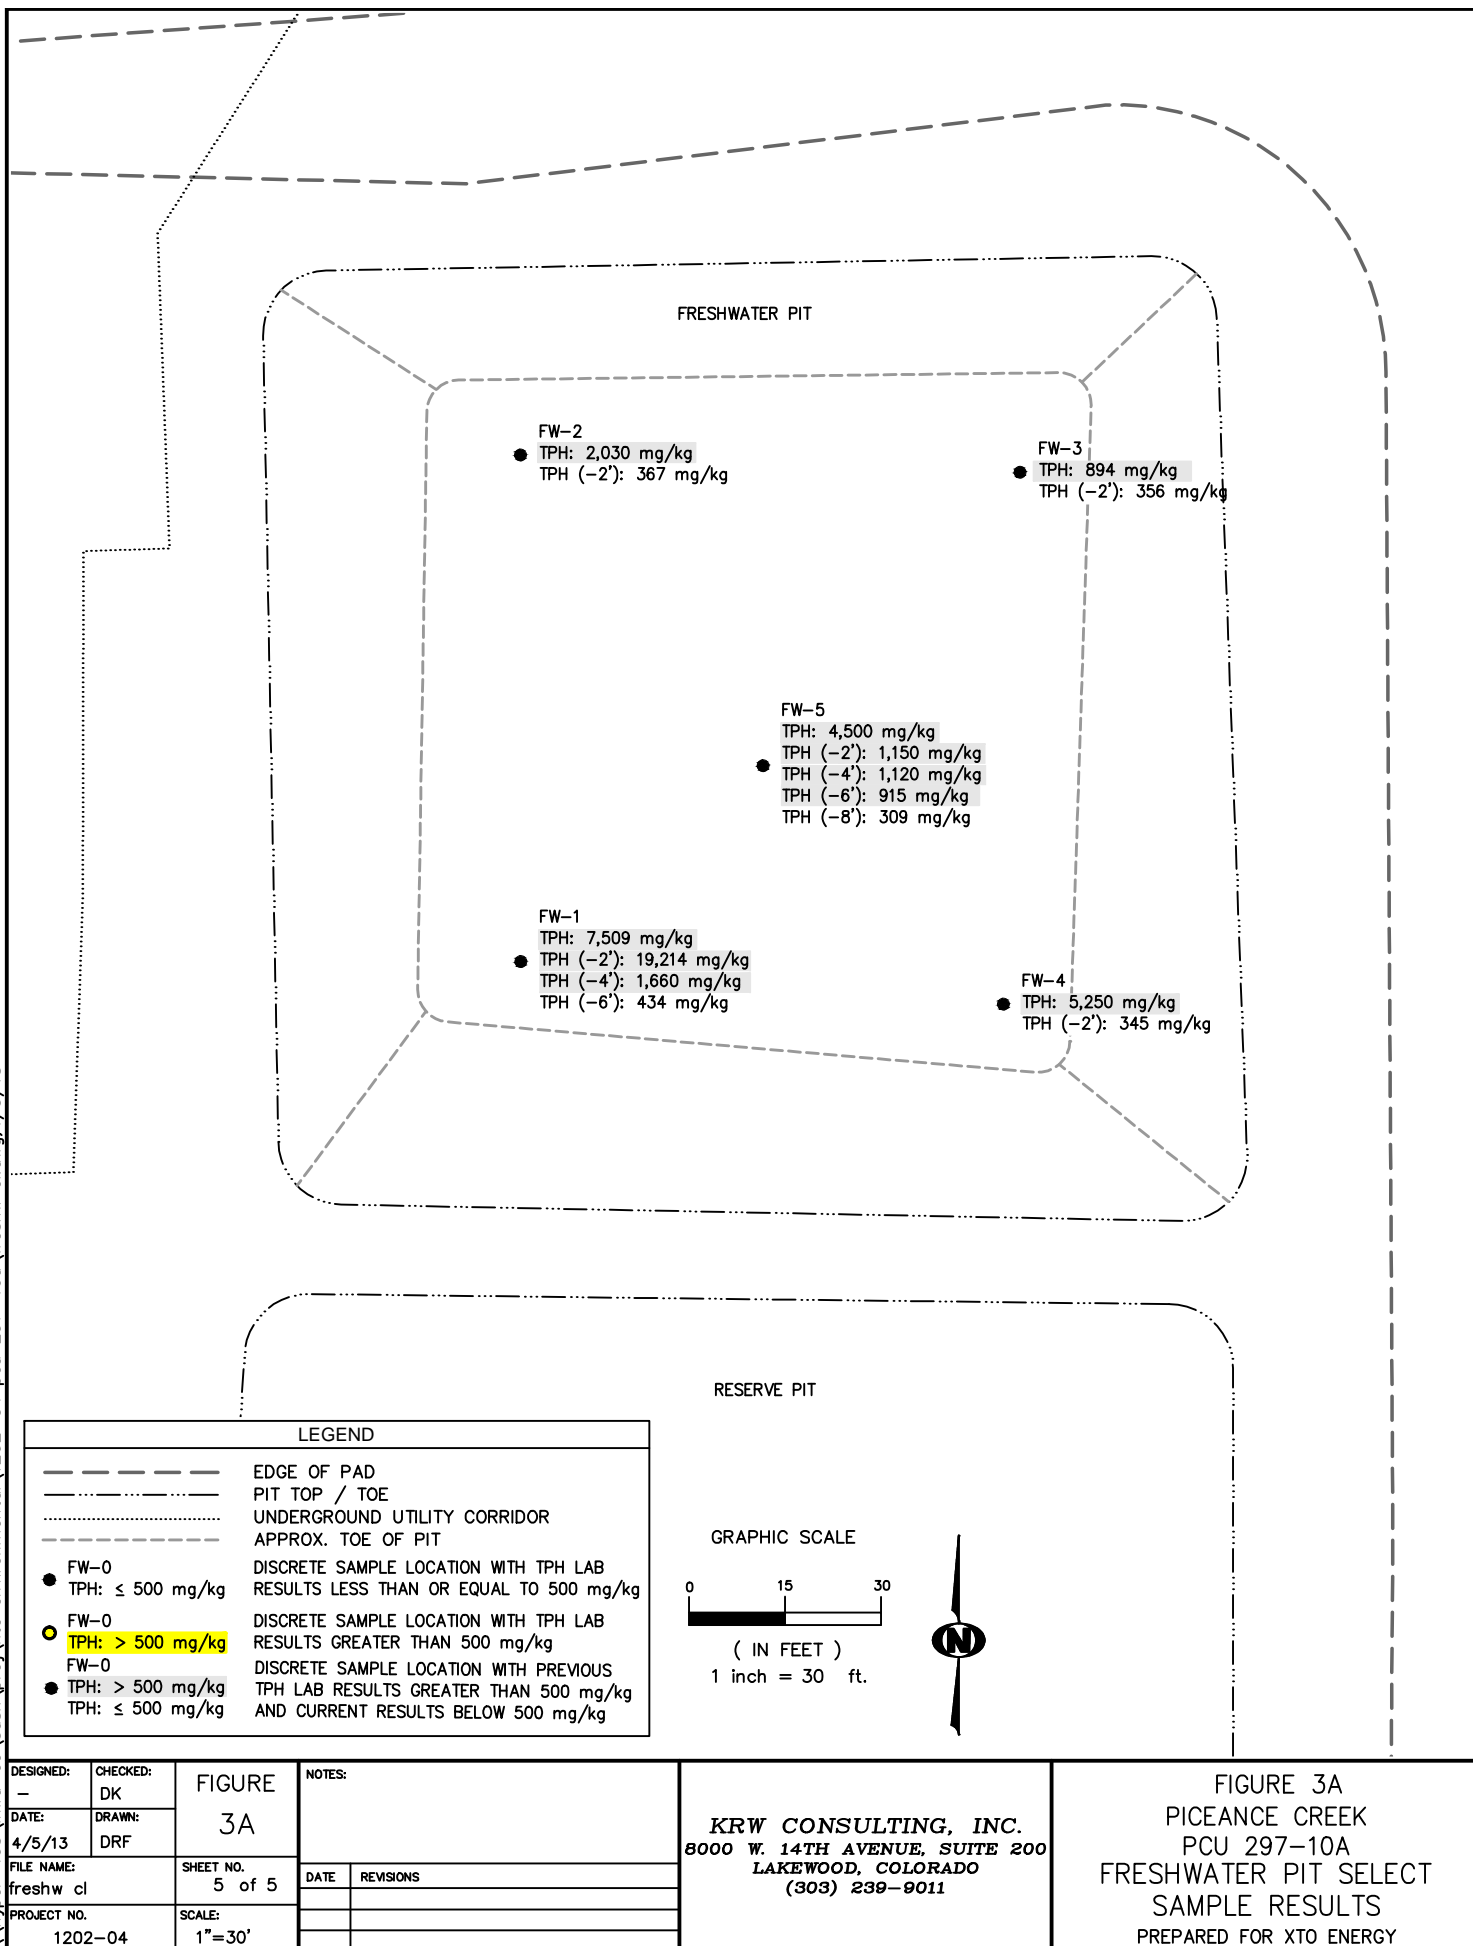 FRESHWATER PIT
FW-2
TPH: 2,030 mg/kg
TPH (-2'): 367 mg/kg
FW-3
TPH: 894 mg/kg
TPH (-2'): 356 mg/kg
FW-5
TPH: 4,500 mg/kg
TPH (-2'): 1,150 mg/kg
TPH (-4'): 1,120 mg/kg
TPH (-6'): 915 mg/kg
TPH (-8'): 309 mg/kg
FW-1
TPH: 7,509 mg/kg
TPH (-2'): 19,214 mg/kg
TPH (-4'): 1,660 mg/kg
TPH (-6'): 434 mg/kg
FW-4
TPH: 5,250 mg/kg
TPH (-2'): 345 mg/kg
RESERVE PIT
LEGEND
EDGE OF PAD
PIT TOP / TOE
UNDERGROUND UTILITY CORRIDOR
APPROX. TOE OF PIT
FW-0
TPH: ≤ 500 mg/kg
DISCRETE SAMPLE LOCATION WITH TPH LAB
RESULTS LESS THAN OR EQUAL TO 500 mg/kg
FW-0
TPH: > 500 mg/kg
DISCRETE SAMPLE LOCATION WITH TPH LAB
RESULTS GREATER THAN 500 mg/kg
FW-0
TPH: > 500 mg/kg
TPH: ≤ 500 mg/kg
DISCRETE SAMPLE LOCATION WITH PREVIOUS
TPH LAB RESULTS GREATER THAN 500 mg/kg
AND CURRENT RESULTS BELOW 500 mg/kg
GRAPHIC SCALE
0 15 30
( IN FEET )
1 inch = 30 ft.
N
DESIGNED:
-
CHECKED:
DK
DATE:
4/5/13
DRAWN:
DRF
FIGURE
3A
FILE NAME:
freshw cl
SHEET NO.
5 of 5
PROJECT NO.
1202-04
SCALE:
1"=30'
NOTES:
DATE REVISIONS
KRW CONSULTING, INC.
8000 W. 14TH AVENUE, SUITE 200
LAKEWOOD, COLORADO
(303) 239-9011
FIGURE 3A
PICEANCE CREEK
PCU 297-10A
FRESHWATER PIT SELECT
SAMPLE RESULTS
PREPARED FOR XTO ENERGY